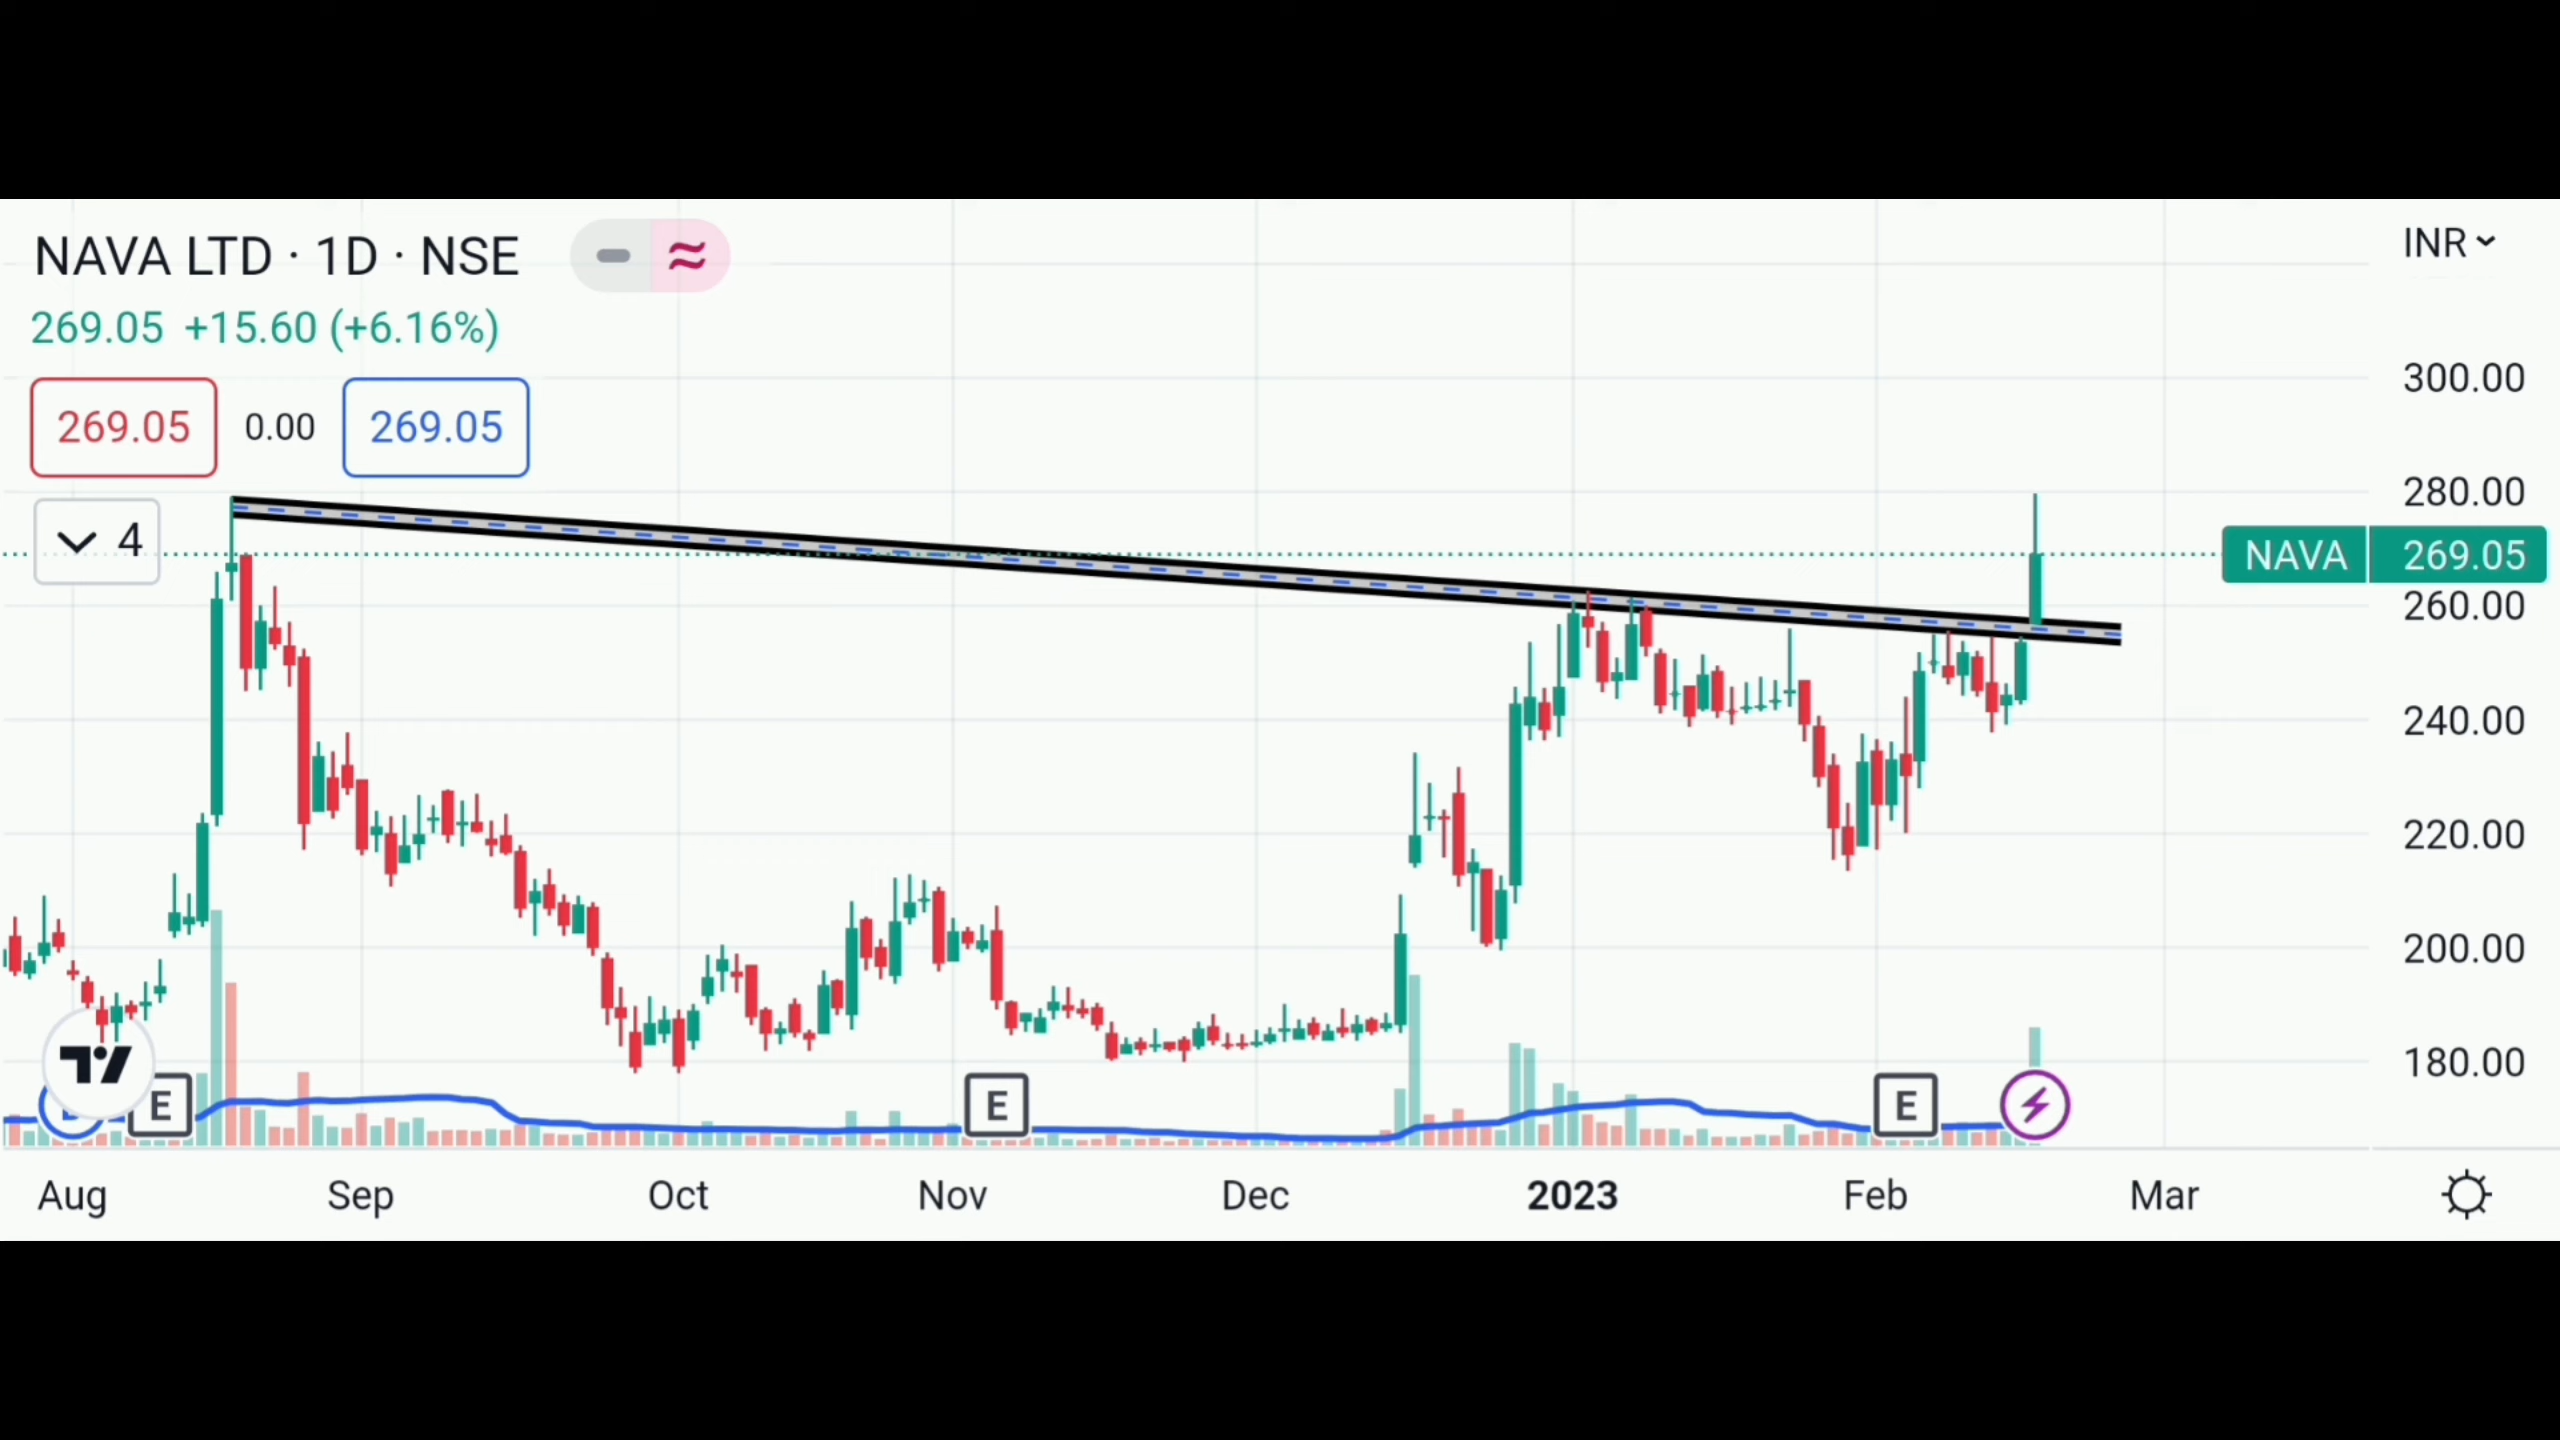 NAVA LTD · 1D · NSE
INR
269.05 +15.60 (+6.16%)
269.05 0.00 269.05
4
300.00
280.00
NAVA 269.05
260.00
240.00
220.00
200.00
180.00
E E E
Aug Sep Oct Nov Dec 2023 Feb Mar